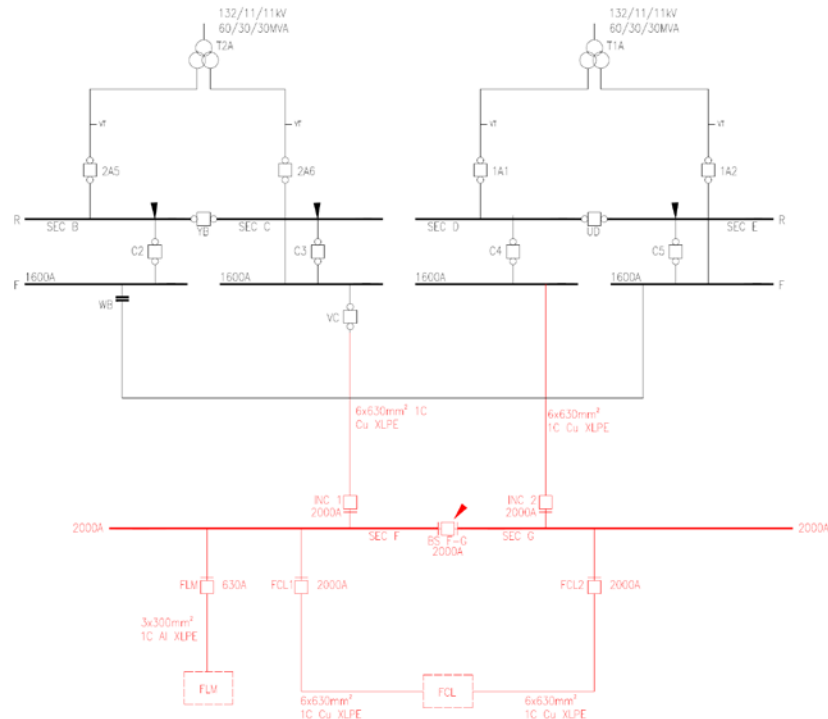 132/11/11kV
60/30/30MVA
T2A
132/11/11kV
60/30/30MVA
T1A
VT
YT
VT
VT
2A5
2A6
1A1
1A2
R
SEC B
YB
SEC C
SEC D
UD
SEC E
R
C2
C3
C4
C5
1600A
1600A
1600A
1600A
F
F
WB
VC
6x630mm² 1C
Cu XLPE
6x630mm²
1C Cu XLPE
INC 1
2000A
INC 2
2000A
2000A
SEC F
BS F-G
2000A
SEC G
2000A
FLM
630A
FCL1
2000A
FCL2
2000A
3x300mm²
1C Al XLPE
FLM
FCL
6x630mm²
1C Cu XLPE
6x630mm²
1C Cu XLPE